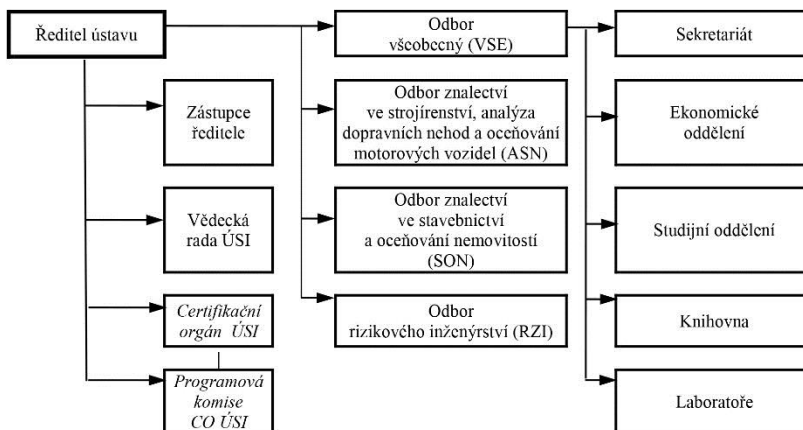 Ředitel ústavu
Zástupce
ředitele
Vědecká
rada ÚSI
Certifikační
orgán ÚSI
Programová
komise
CO ÚSI
Odbor
všeobecný (VSE)
Odbor znalectví
ve strojírenství, analýza
dopravních nehod a oceňování
motorových vozidel (ASN)
Odbor znalectví
ve stavebnictví
a oceňování nemovitostí
(SON)
Odbor
rizikového inženýrství (RZI)
Sekretariát
Ekonomické
oddělení
Studijní oddělení
Knihovna
Laboratoře